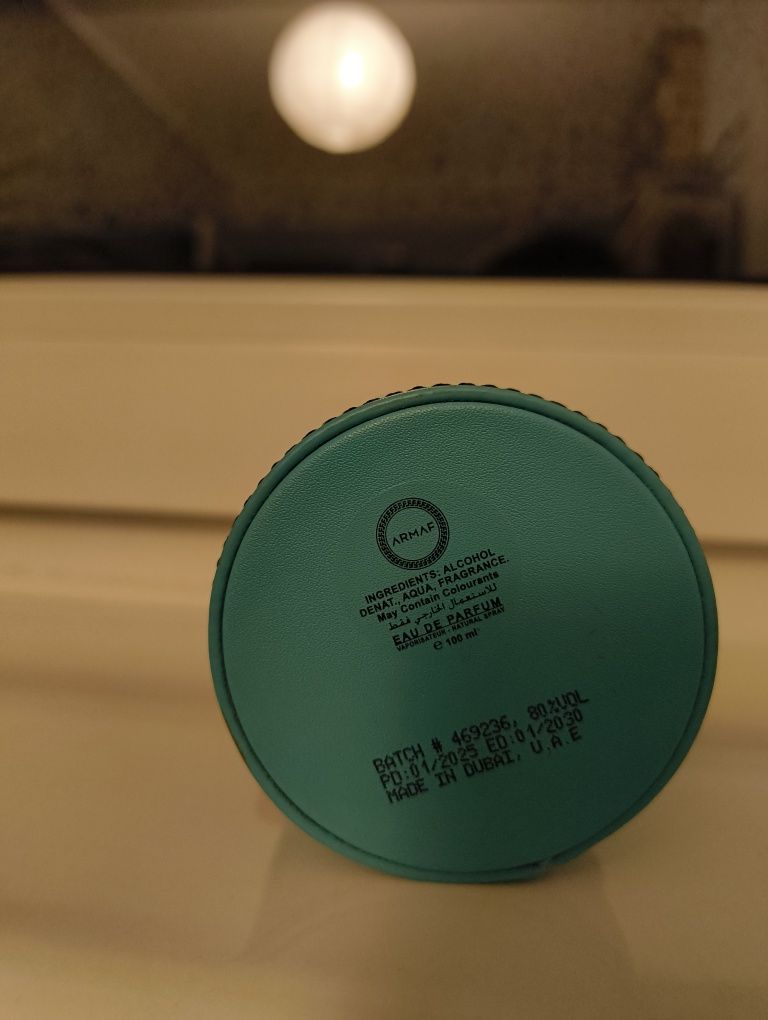 ARMAF
INGREDIENTS: ALCOHOL
DENAT., AQUA, FRAGRANCE.
May Contain Colourants
للاستعمال الخارجي فقط
EAU DE PARFUM
VAPORISATEUR - NATURAL SPRAY
℮ 100 ml
BATCH # 469236, 80%VOL
PD:01/2025 ED:01/2030
MADE IN DUBAI, U.A.E